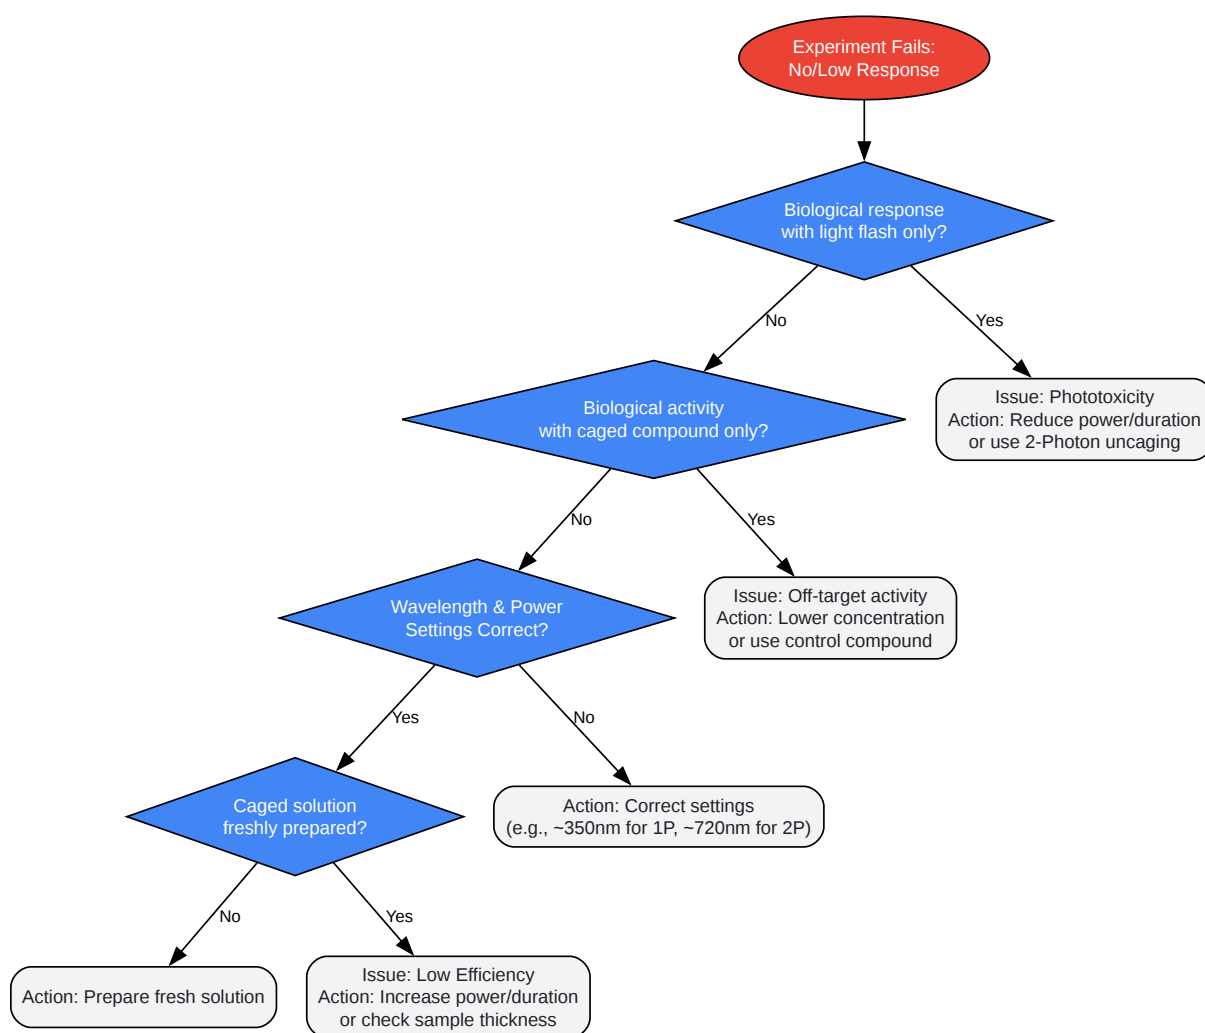 Experiment Fails:
No/Low Response
Biological response
with light flash only?
No
Yes
Biological activity
with caged compound only?
Issue: Phototoxicity
Action: Reduce power/duration
or use 2-Photon uncaging
No
Yes
Wavelength & Power
Settings Correct?
Issue: Off-target activity
Action: Lower concentration
or use control compound
Yes
No
Caged solution
freshly prepared?
Action: Correct settings
(e.g., ~350nm for 1P, ~720nm for 2P)
No
Yes
Action: Prepare fresh solution
Issue: Low Efficiency
Action: Increase power/duration
or check sample thickness